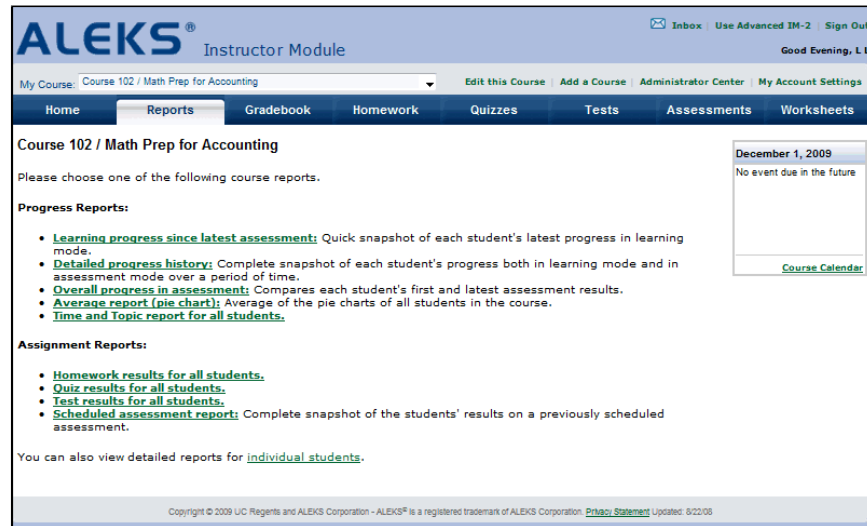 ALEKS® Instructor Module
Inbox | Use Advanced IM-2 | Sign Out
Good Evening, L
My Course: Course 102 / Math Prep for Accounting
Edit this Course | Add a Course | Administrator Center | My Account Settings
Home Reports Gradebook Homework Quizzes Tests Assessments Worksheets
Course 102 / Math Prep for Accounting
Please choose one of the following course reports.
Progress Reports:
• Learning progress since latest assessment: Quick snapshot of each student's latest progress in learning
mode.
• Detailed progress history: Complete snapshot of each student's progress both in learning mode and in
assessment mode over a period of time.
• Overall progress in assessment: Compares each student's first and latest assessment results.
• Average report (pie chart): Average of the pie charts of all students in the course.
• Time and Topic report for all students.
Assignment Reports:
• Homework results for all students.
• Quiz results for all students.
• Test results for all students.
• Scheduled assessment report: Complete snapshot of the students' results on a previously scheduled
assessment.
You can also view detailed reports for individual students.
December 1, 2009
No event due in the future
Course Calendar
Copyright © 2009 UC Regents and ALEKS Corporation - ALEKS® is a registered trademark of ALEKS Corporation. Privacy Statement Updated: 8/22/08